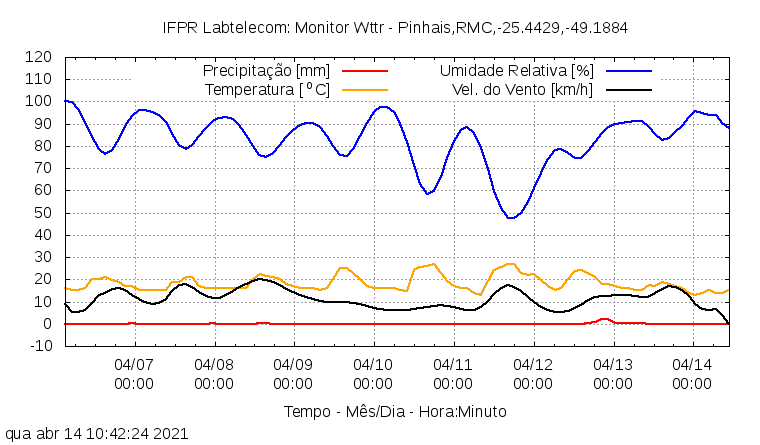 IFPR Labtelecom: Monitor Wttr - Pinhais,RMC,-25.4429,-49.1884
120
110
100
90
80
70
60
50
40
30
20
10
0
-10
Precipitação [mm]
Temperatura [ ⁰C]
Umidade Relativa [%]
Vel. do Vento [km/h]
04/07 04/08 04/09 04/10 04/11 04/12 04/13 04/14
00:00 00:00 00:00 00:00 00:00 00:00 00:00 00:00
Tempo - Mês/Dia - Hora:Minuto
qua abr 14 10:42:24 2021